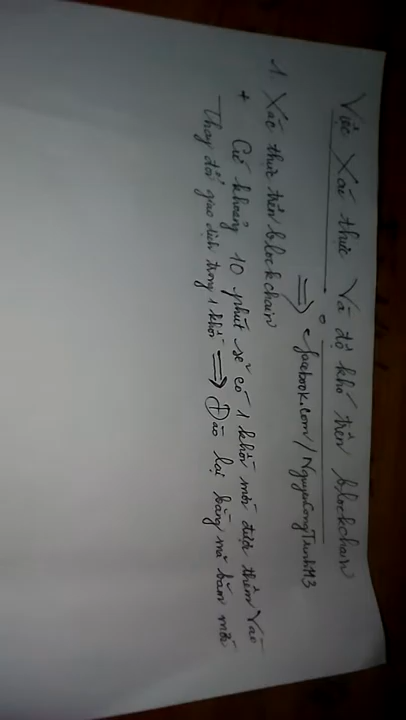 Việc Xác thực Và độ khó trên blockchain
=> facebook.com/NguyenCongTrinh113
1. Xác thực trên blockchain
+ Cứ khoảng 10 phút sẽ có 1 khối mới được thêm vào
Thay đổi giao dịch trong 1 khối => Đào lại bằng mã băm mới